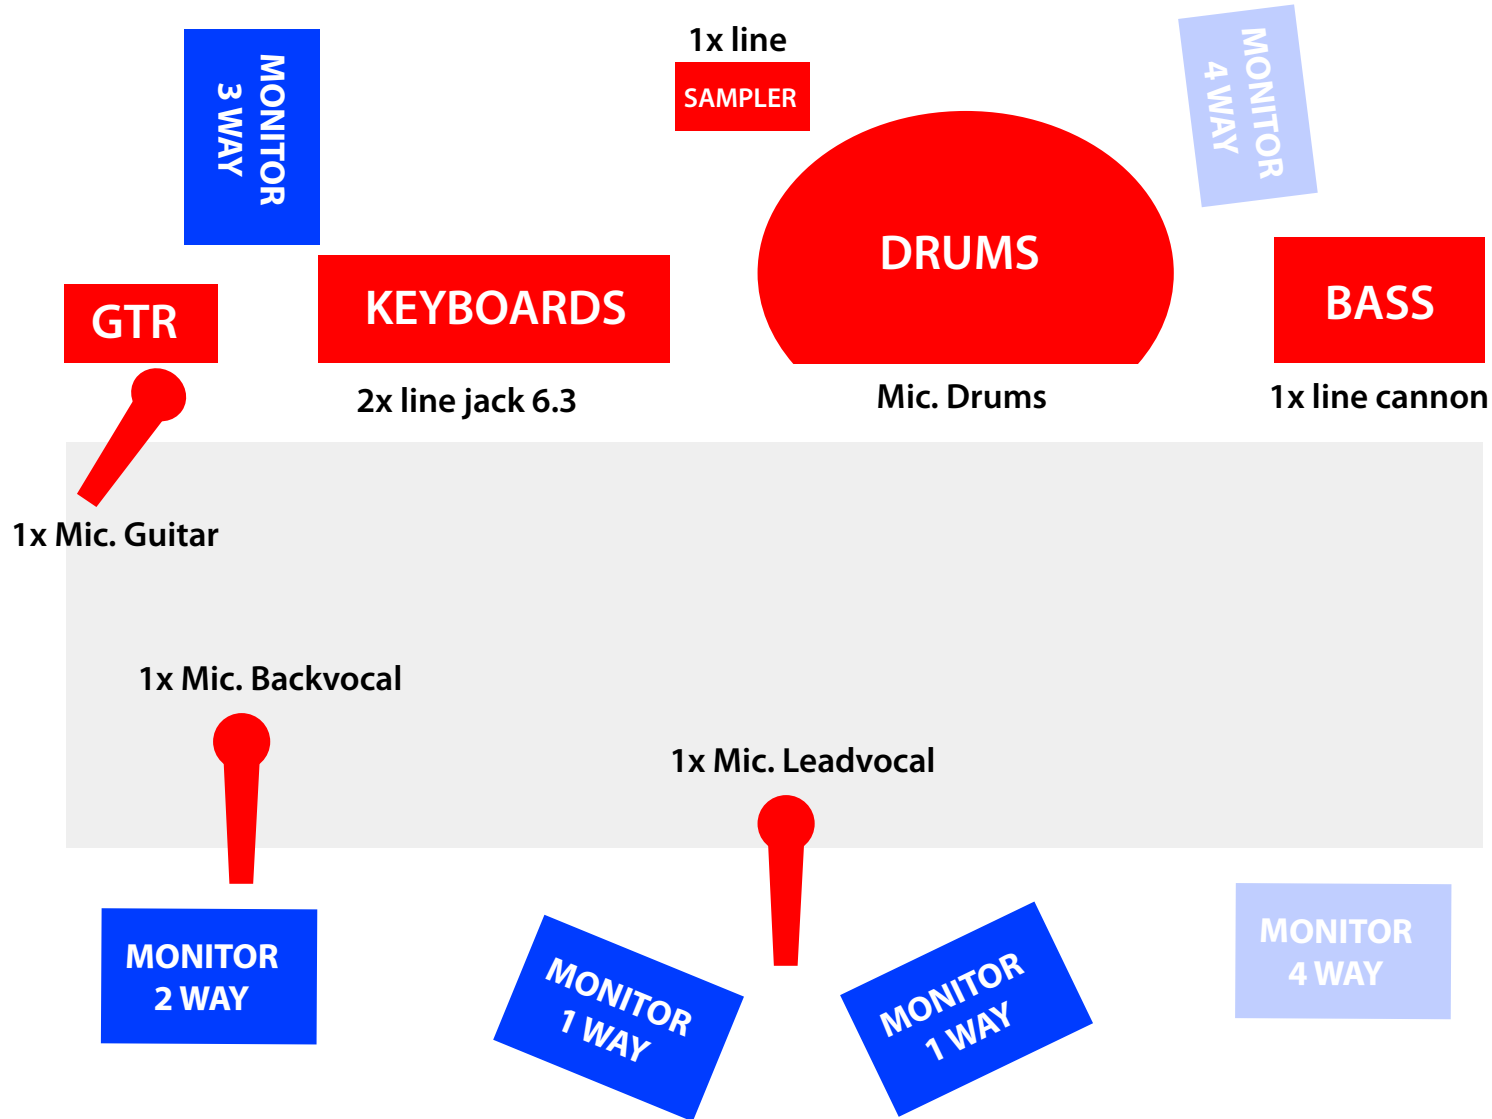 1x line
SAMPLER
MONITOR
3 WAY
MONITOR
4 WAY
DRUMS
GTR
KEYBOARDS
BASS
2x line jack 6.3
Mic. Drums
1x line cannon
1x Mic. Guitar
1x Mic. Backvocal
1x Mic. Leadvocal
MONITOR
2 WAY
MONITOR
1 WAY
MONITOR
1 WAY
MONITOR
4 WAY